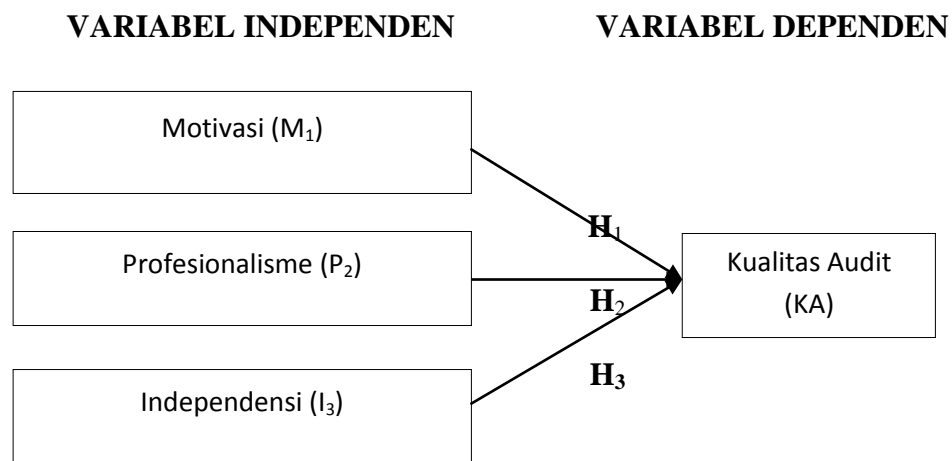 VARIABEL INDEPENDEN VARIABEL DEPENDEN
Motivasi (M₁)
H₁
Profesionalisme (P₂)
Kualitas Audit
(KA)
H₂
H₃
Independensi (I₃)